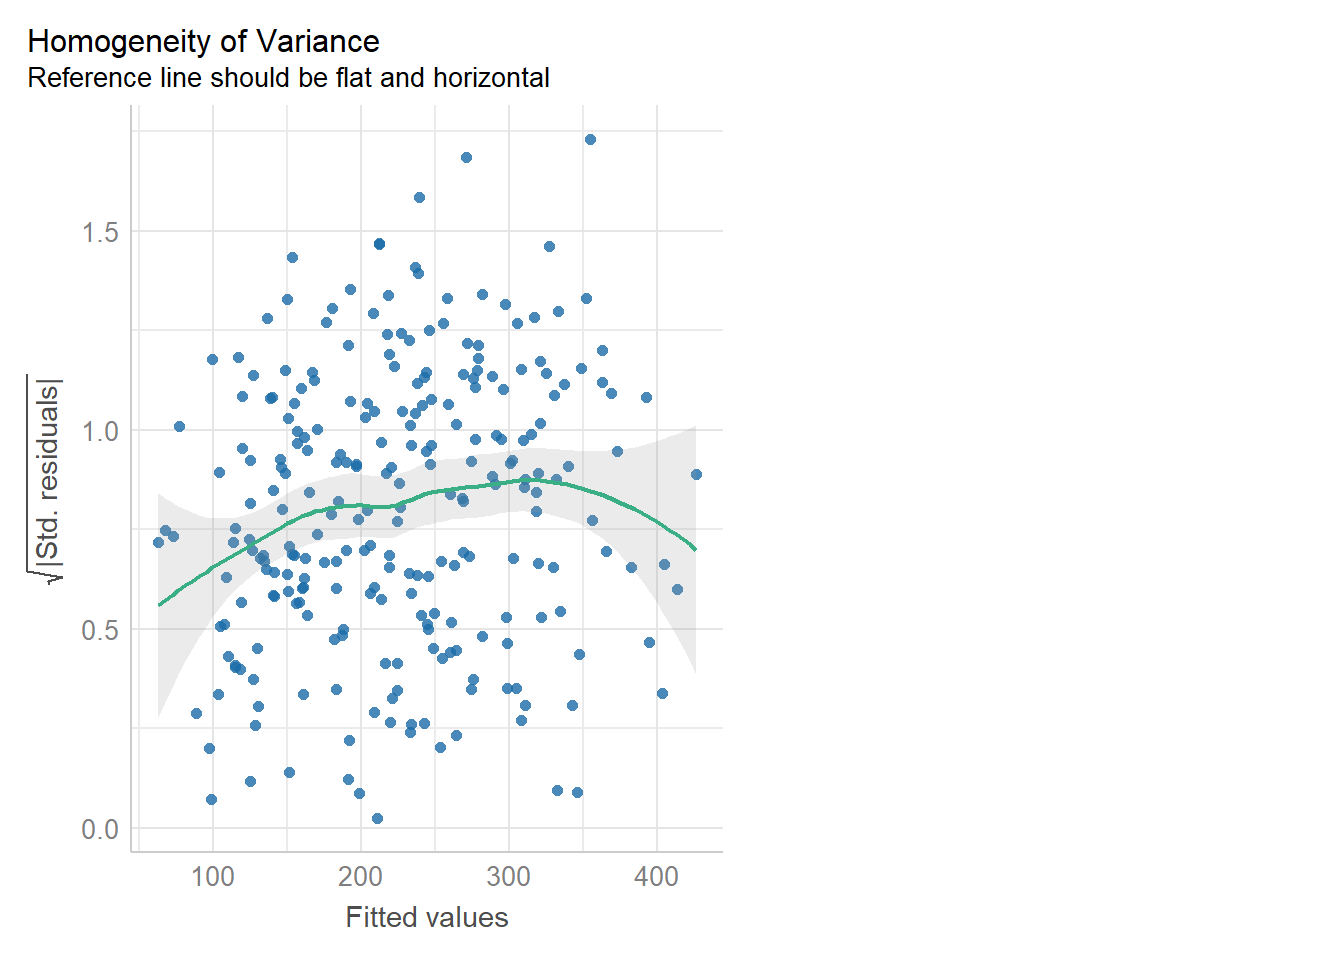 Homogeneity of Variance
Reference line should be flat and horizontal
√|Std. residuals|
1.5
1.0
0.5
0.0
100 200 300 400
Fitted values